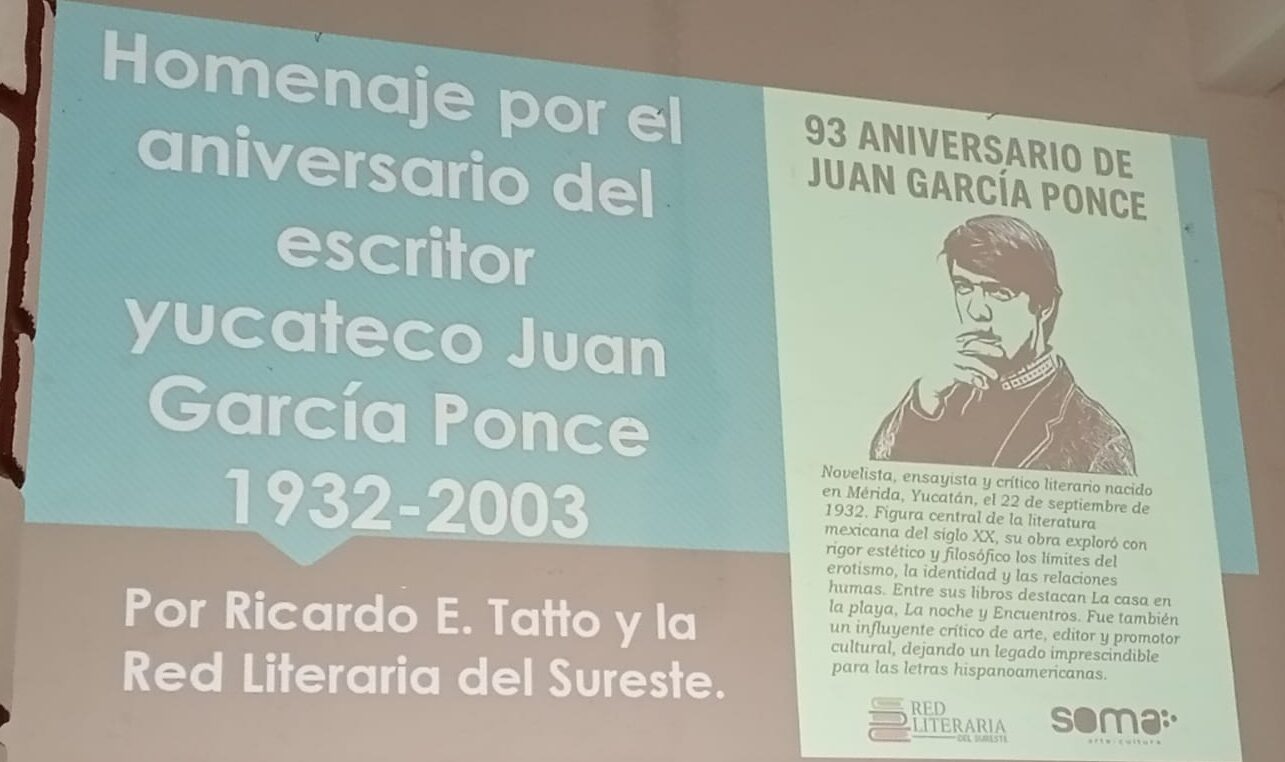 Homenaje por el
aniversario del
escritor
yucateco Juan
García Ponce
1932-2003
Por Ricardo E. Tatto y la
Red Literaria del Sureste.
93 ANIVERSARIO DE
JUAN GARCÍA PONCE
Novelista, ensayista y crítico literario nacido
en Mérida, Yucatán, el 22 de septiembre de
1932. Figura central de la literatura
mexicana del siglo XX, su obra exploró con
rigor estético y filosófico los límites del
erotismo, la identidad y las relaciones
humas. Entre sus libros destacan La casa en
la playa, La noche y Encuentros. Fue también
un influyente crítico de arte, editor y promotor
cultural, dejando un legado imprescindible
para las letras hispanoamericanas.
RED
LITERARIA
DEL SURESTE
soma
arte·cultura